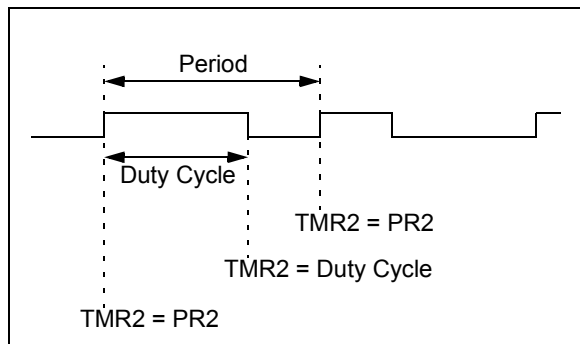 Period
Duty Cycle
TMR2 = PR2
TMR2 = Duty Cycle
TMR2 = PR2